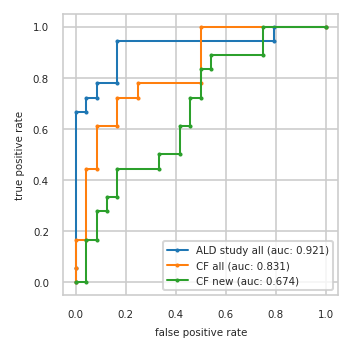 1.0
0.8
0.6
0.4
0.2
0.0
true positive rate
ALD study all (auc: 0.921)
CF all (auc: 0.831)
CF new (auc: 0.674)
0.0 0.2 0.4 0.6 0.8 1.0
false positive rate